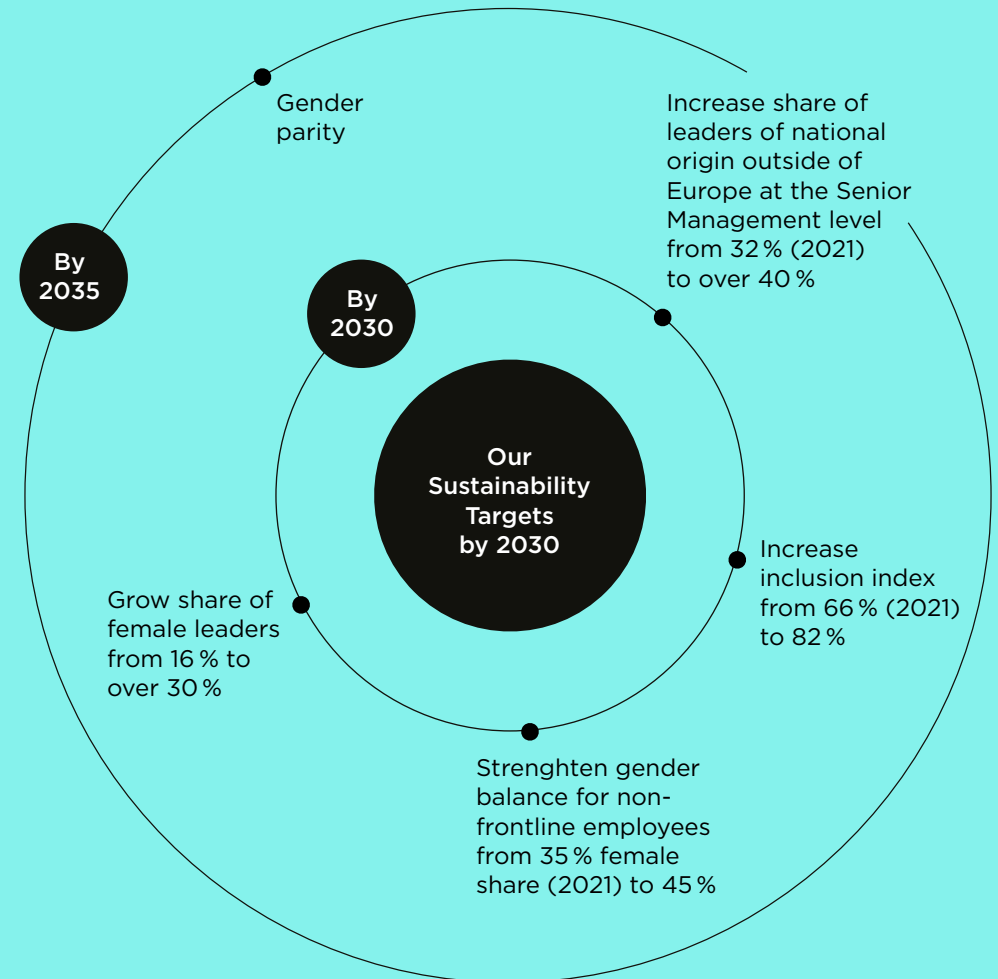 Gender
parity
Increase share of
leaders of national
origin outside of
Europe at the Senior
Management level
from 32 % (2021)
to over 40 %
By
2035
By
2030
Our
Sustainability
Targets
by 2030
Increase
inclusion index
from 66 % (2021)
to 82 %
Grow share of
female leaders
from 16 % to
over 30 %
Strenghten gender
balance for non-
frontline employees
from 35 % female
share (2021) to 45 %